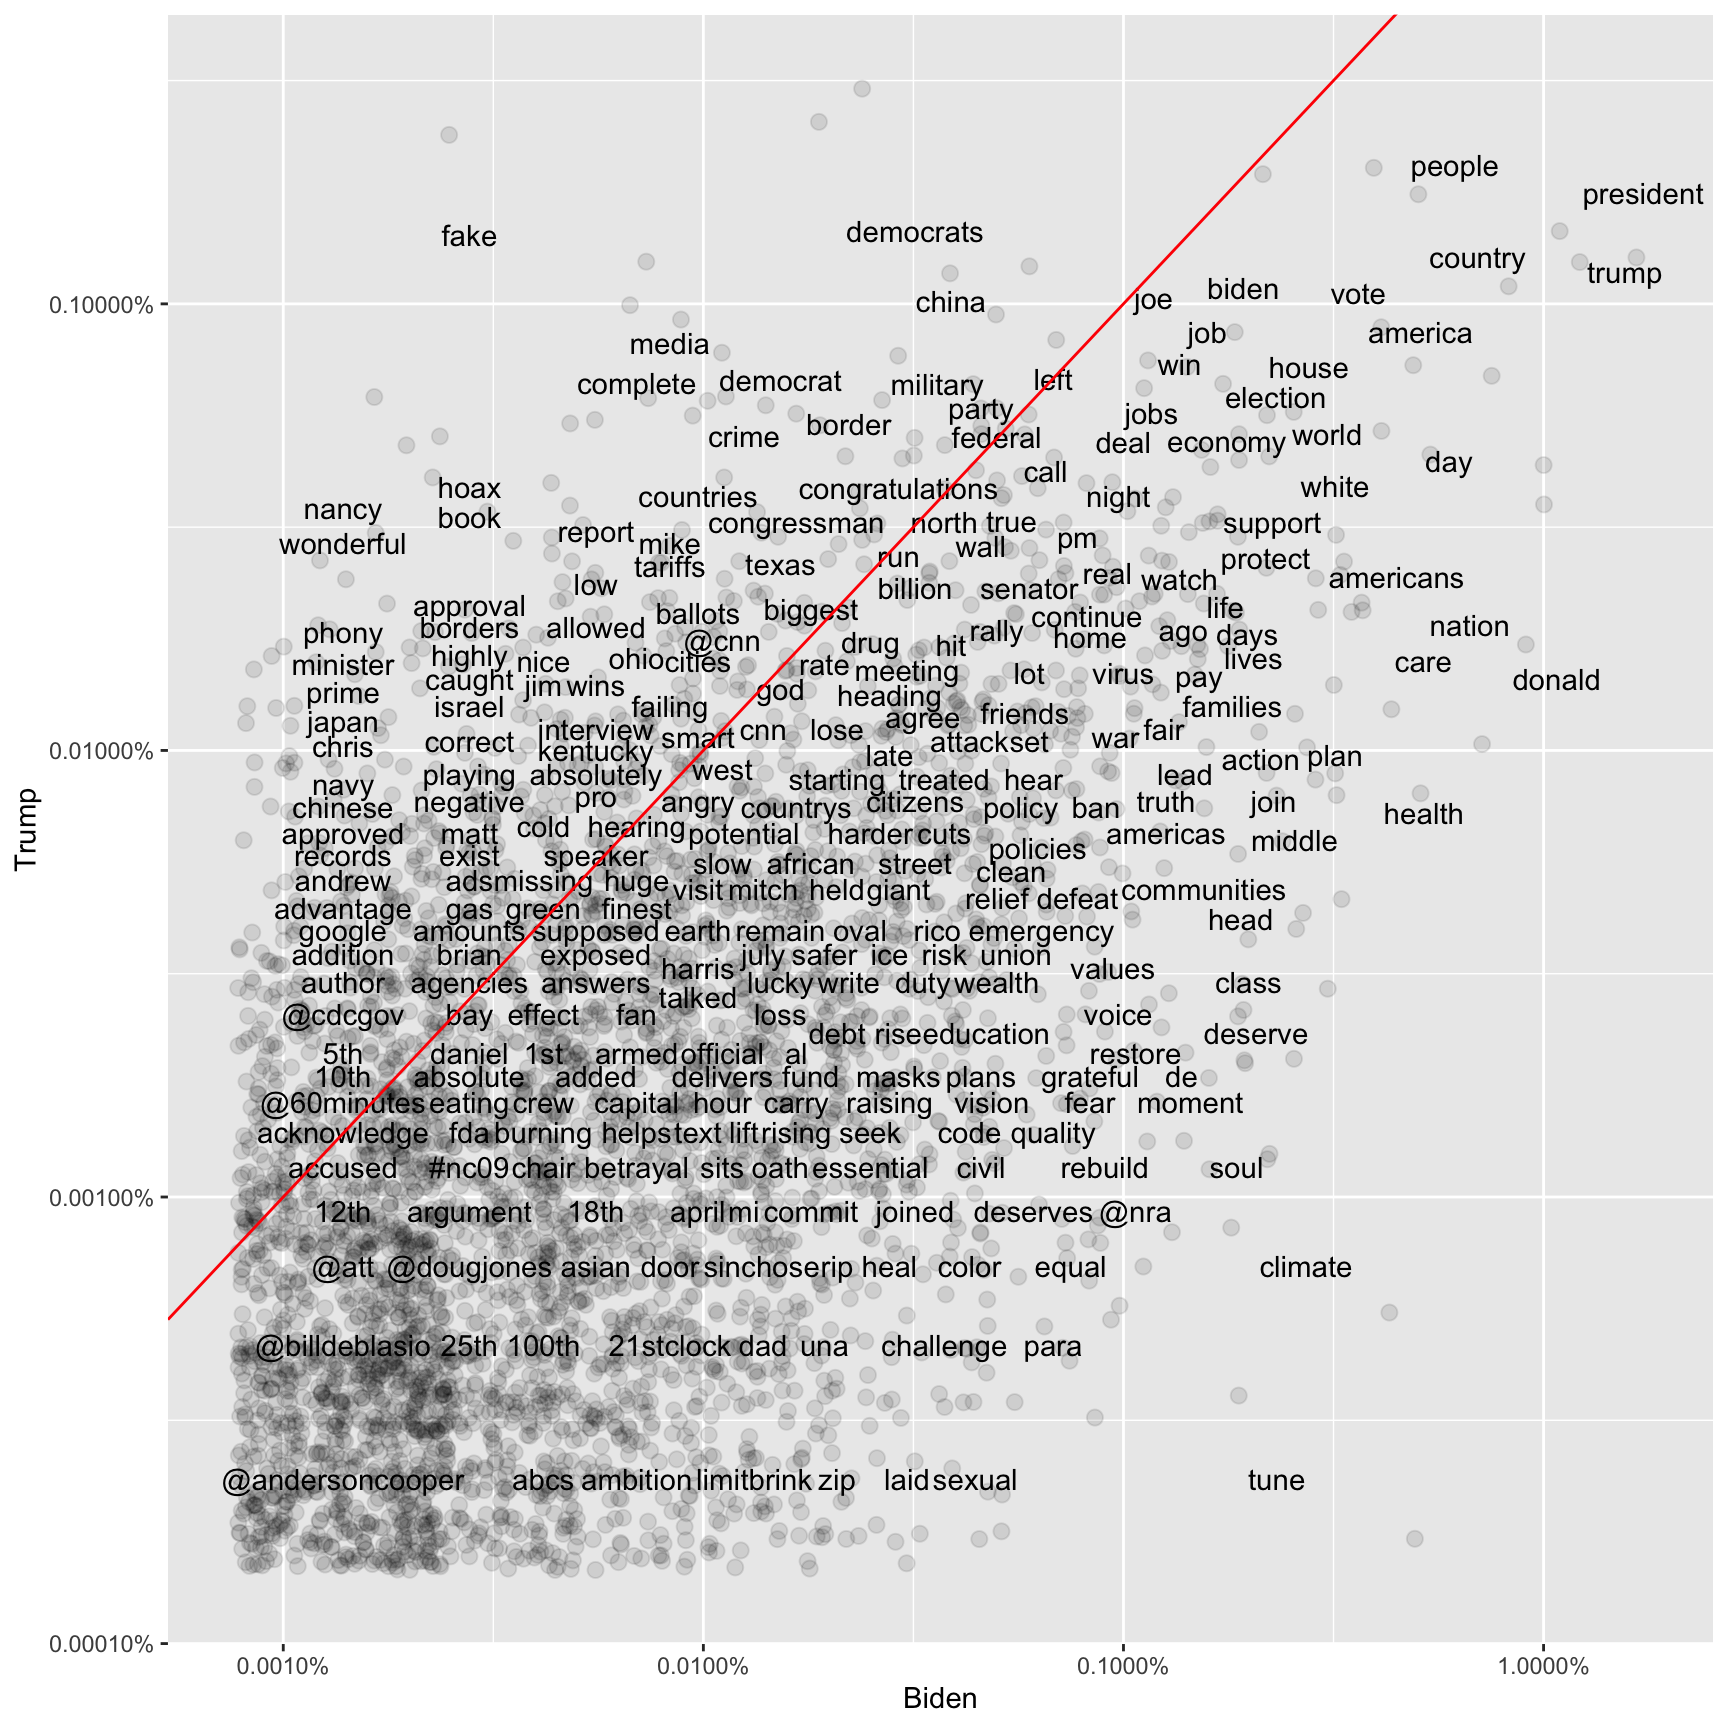 people
president
fake
democrats
country
trump
biden
vote
0.10000%
china
joe
job
america
media
win
house
complete
democrat
military
left
election
party
jobs
border
crime
federal
deal
economy
world
day
call
hoax
countries
congratulations
night
white
nancy
book
congressman
north
true
support
wonderful
report
mike
run
wall
pm
tariffs
texas
protect
low
billion
senator
real
watch
americans
approval
ballots
biggest
continue
life
nation
phony
borders
allowed
@cnn
drug
hit
rally
home
ago
days
minister
highly
nice
ohio
cities
rate
meeting
lot
virus
pay
lives
care
donald
prime
caught
jim
wins
god
heading
japan
israel
failing
agree
friends
families
chris
correct
interview
smart
cnn
lose
attacks
set
war
fair
0.01000%
kentucky
late
action
plan
navy
playing
absolutely
west
starting
treated
hear
lead
chinese
negative
pro
angry
countrys
citizens
policy
ban
truth
join
health
approved
matt
cold
hearing
potential
harder
cuts
americas
middle
records
exist
speaker
slow
african
street
policies
clean
andrew
ads
missing
huge
visit
mitch
held
giant
relief
defeat
communities
advantage
gas
green
finest
head
google
amounts
supposed
earth
remain
oval
rico
emergency
addition
brian
exposed
harris
july
safer
ice
risk
union
values
author
agencies
answers
talked
lucky
write
duty
wealth
class
@cdcgov
bay
effect
fan
loss
voice
debt
rise
education
deserve
5th
daniel
1st
armed
official
al
restore
10th
absolute
added
delivers
fund
masks
plans
grateful
de
@60minutes
eating
crew
capital
hour
carry
raising
vision
fear
moment
acknowledge
fda
burning
helps
text
lift
rising
seek
code
quality
accused
#nc09
chair
betrayal
sits
oath
essential
civil
rebuild
soul
0.00100%
12th
argument
18th
april
mi
commit
joined
deserves
@nra
@att
@dougjones
asian
door
sin
chose
rip
heal
color
equal
climate
@billdeblasio
25th
100th
21st
clock
dad
una
challenge
para
@andersoncooper
abcs
ambition
limit
brink
zip
laid
sexual
tune
0.00010%
0.0010%
0.0100%
0.1000%
1.0000%
Biden
Trump